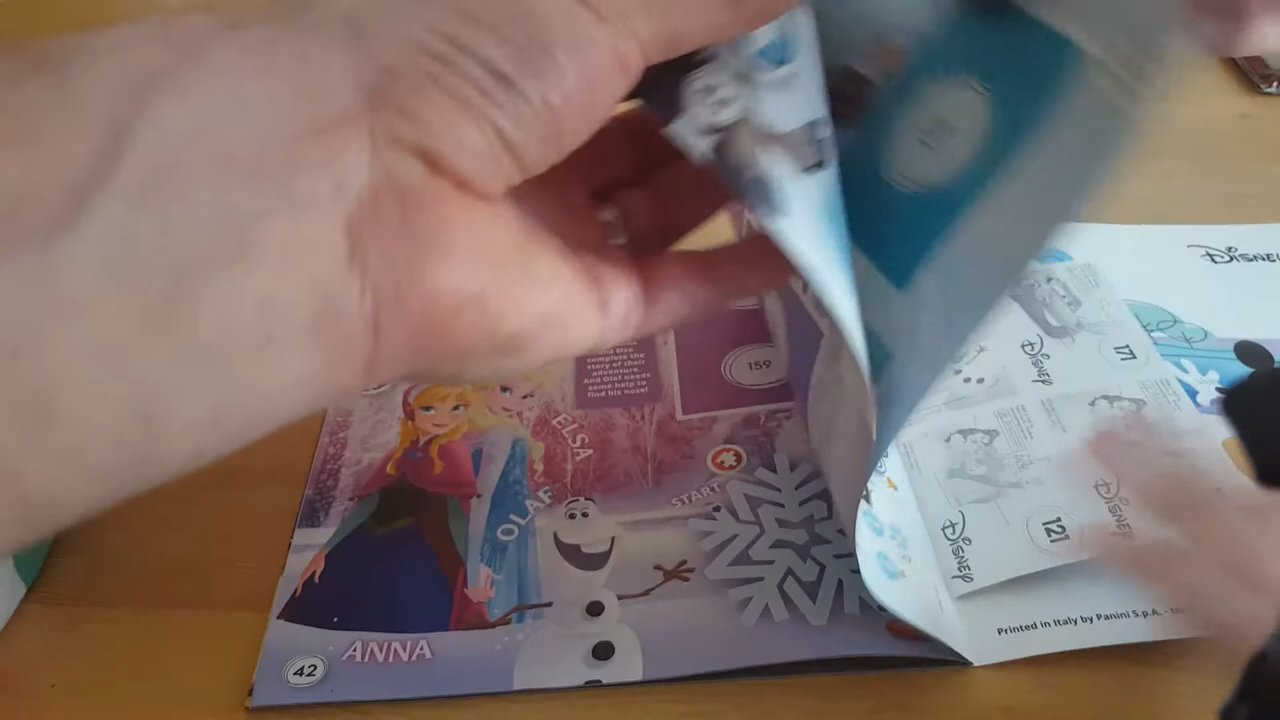 and Elsa
complete the
story of their
adventure.
And Olaf needs
some help to
find his nose!
159
ELSA
OLAF
START
ANNA
42
DISNEY
DISNEY
171
DISNEY
121
DISNEY
Printed in Italy by Panini S.p.A. -